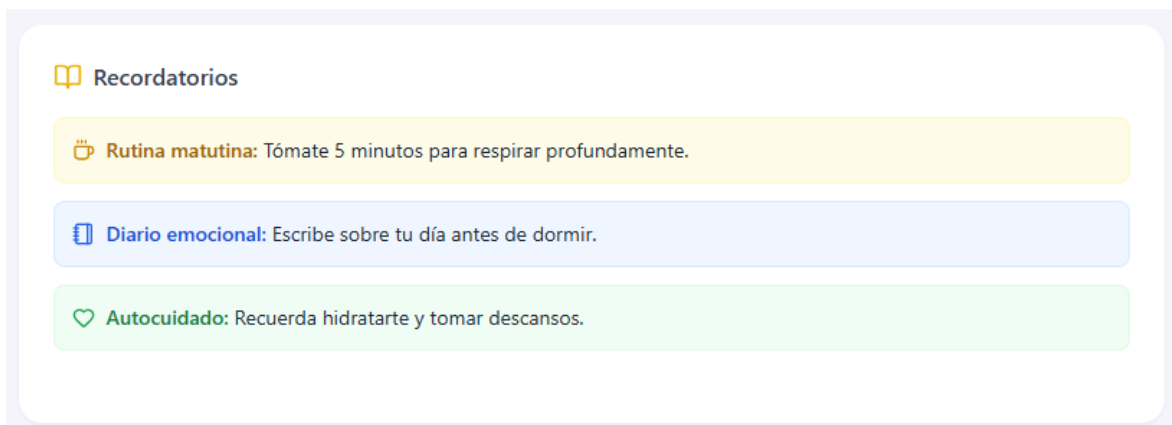 Recordatorios
Rutina matutina: Tómate 5 minutos para respirar profundamente.
Diario emocional: Escribe sobre tu día antes de dormir.
Autocuidado: Recuerda hidratarte y tomar descansos.